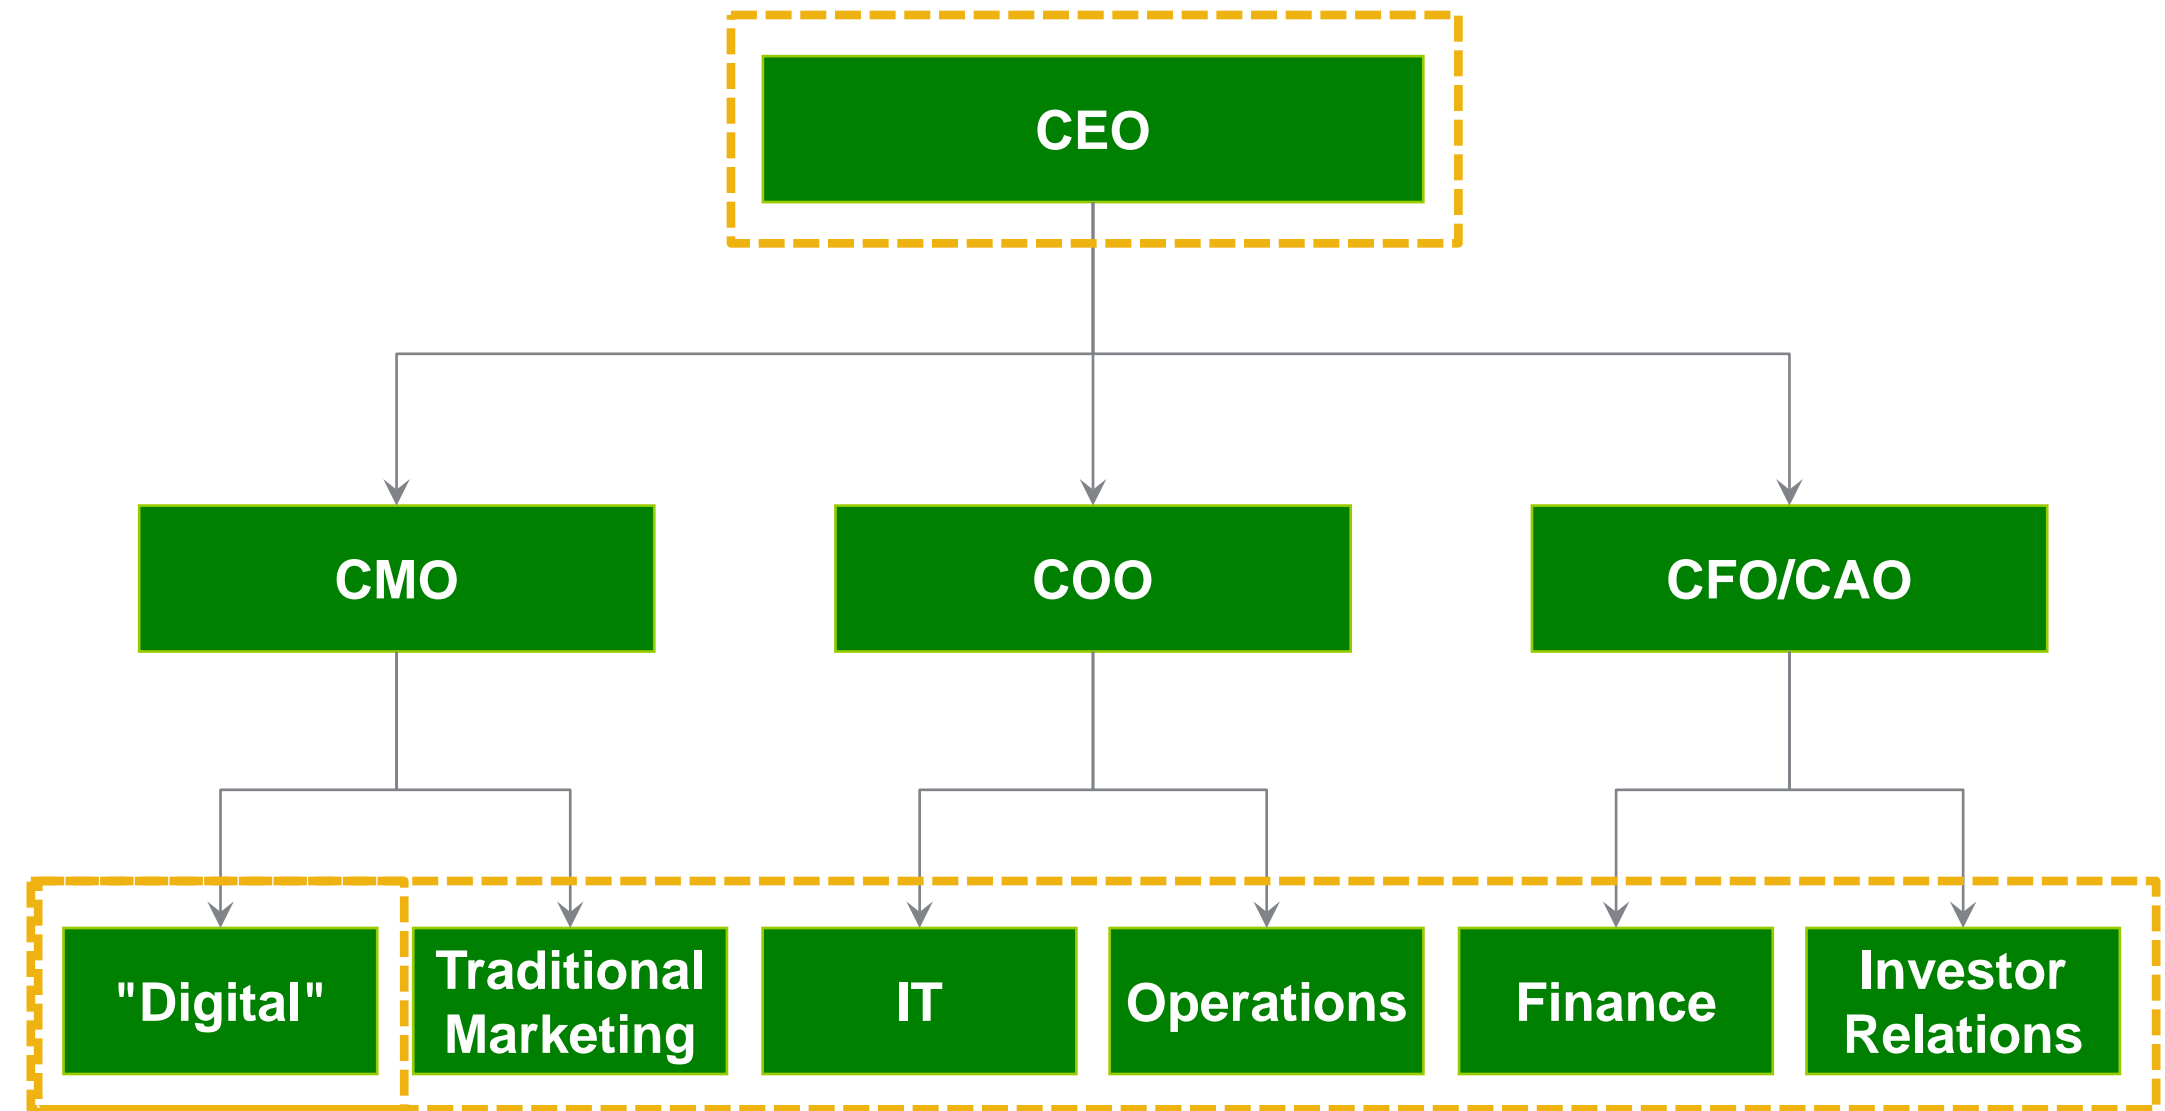 CEO
CMO
COO
CFO/CAO
"Digital"
Traditional
Marketing
IT
Operations
Finance
Investor
Relations